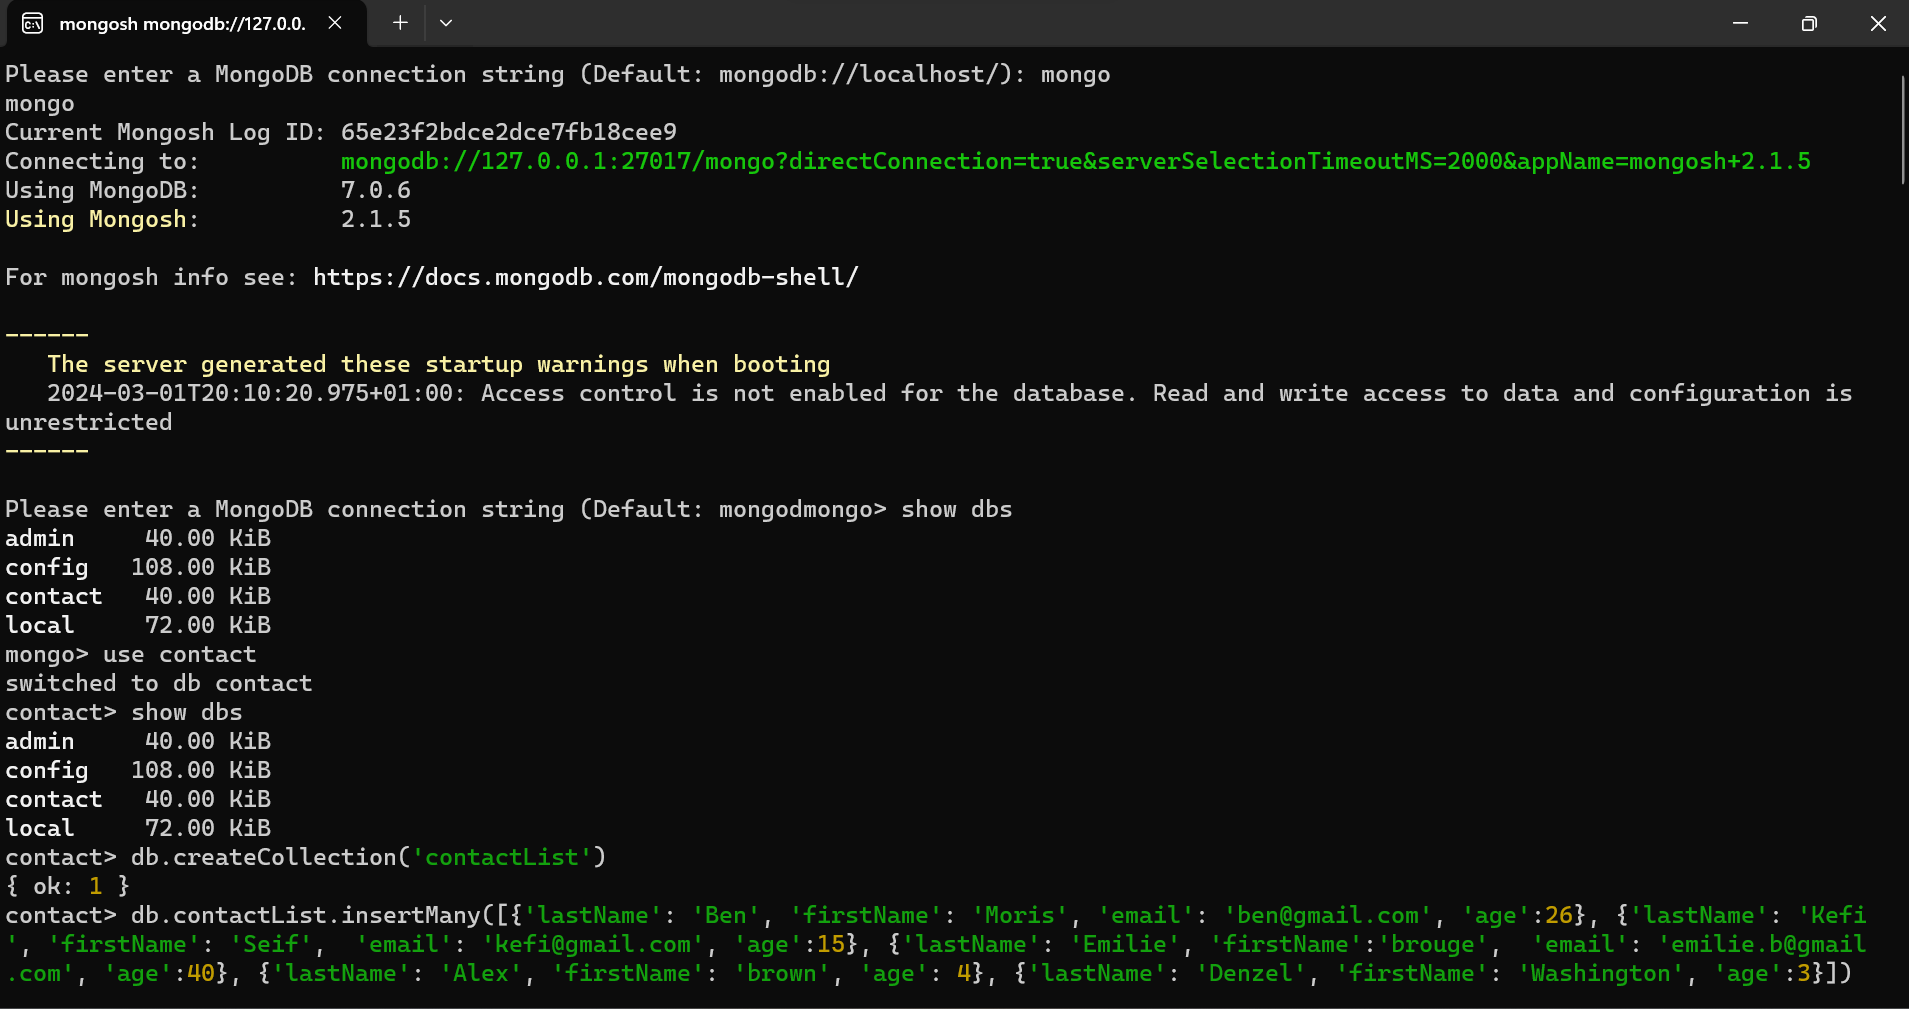 mongosh mongodb://127.0.0.
Please enter a MongoDB connection string (Default: mongodb://localhost/): mongo
mongo
Current Mongosh Log ID: 65e23f2bdce2dce7fb18cee9
Connecting to:          mongodb://127.0.0.1:27017/mongo?directConnection=true&serverSelectionTimeoutMS=2000&appName=mongosh+2.1.5
Using MongoDB:          7.0.6
Using Mongosh:          2.1.5
For mongosh info see: https://docs.mongodb.com/mongodb-shell/
------
   The server generated these startup warnings when booting
   2024-03-01T20:10:20.975+01:00: Access control is not enabled for the database. Read and write access to data and configuration is
unrestricted
------
Please enter a MongoDB connection string (Default: mongodmongo> show dbs
admin     40.00 KiB
config   108.00 KiB
contact   40.00 KiB
local     72.00 KiB
mongo> use contact
switched to db contact
contact> show dbs
admin     40.00 KiB
config   108.00 KiB
contact   40.00 KiB
local     72.00 KiB
contact> db.createCollection('contactList')
{ ok: 1 }
contact> db.contactList.insertMany([{'lastName': 'Ben', 'firstName': 'Moris', 'email': 'ben@gmail.com', 'age':26}, {'lastName': 'Kefi
', 'firstName': 'Seif',  'email': 'kefi@gmail.com', 'age':15}, {'lastName': 'Emilie', 'firstName':'brouge',  'email': 'emilie.b@gmail
.com', 'age':40}, {'lastName': 'Alex', 'firstName': 'brown', 'age': 4}, {'lastName': 'Denzel', 'firstName': 'Washington', 'age':3}])